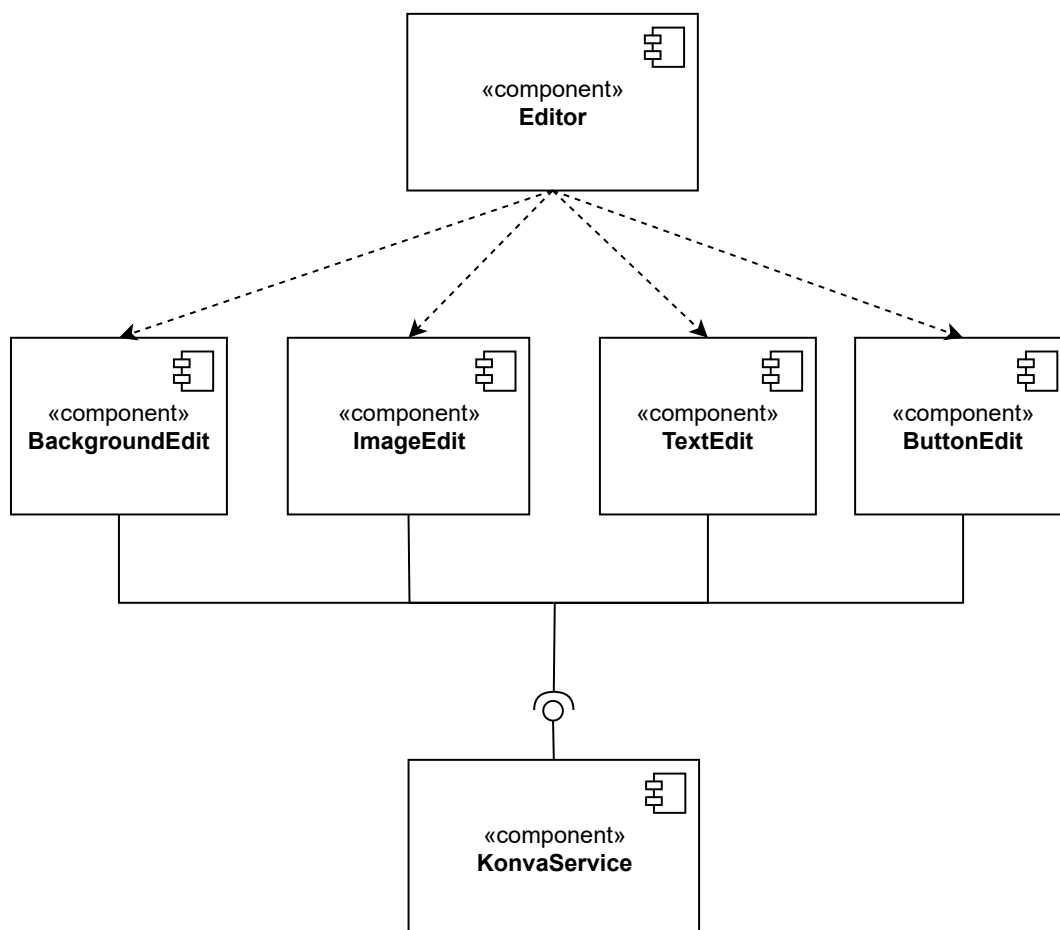 «component»
Editor
«component»
BackgroundEdit
«component»
ImageEdit
«component»
TextEdit
«component»
ButtonEdit
«component»
KonvaService